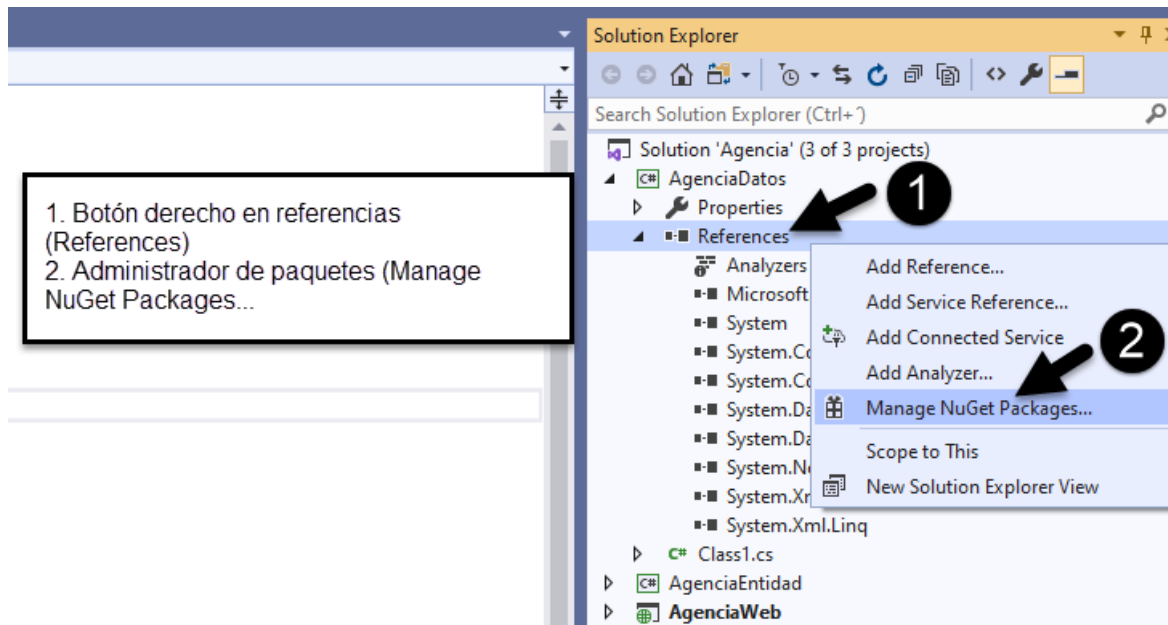 Solution Explorer
Search Solution Explorer (Ctrl+´)
Solution 'Agencia' (3 of 3 projects)
C# AgenciaDatos
1
Properties
1. Botón derecho en referencias
(References)
2. Administrador de paquetes (Manage
NuGet Packages...
References
Analyzers
Microsoft
System
System.Co
System.Co
System.Da
System.Da
System.Ne
System.Xr
System.Xml.Linq
Add Reference...
Add Service Reference...
Add Connected Service
2
Add Analyzer...
Manage NuGet Packages...
Scope to This
New Solution Explorer View
C# Class1.cs
C# AgenciaEntidad
AgenciaWeb